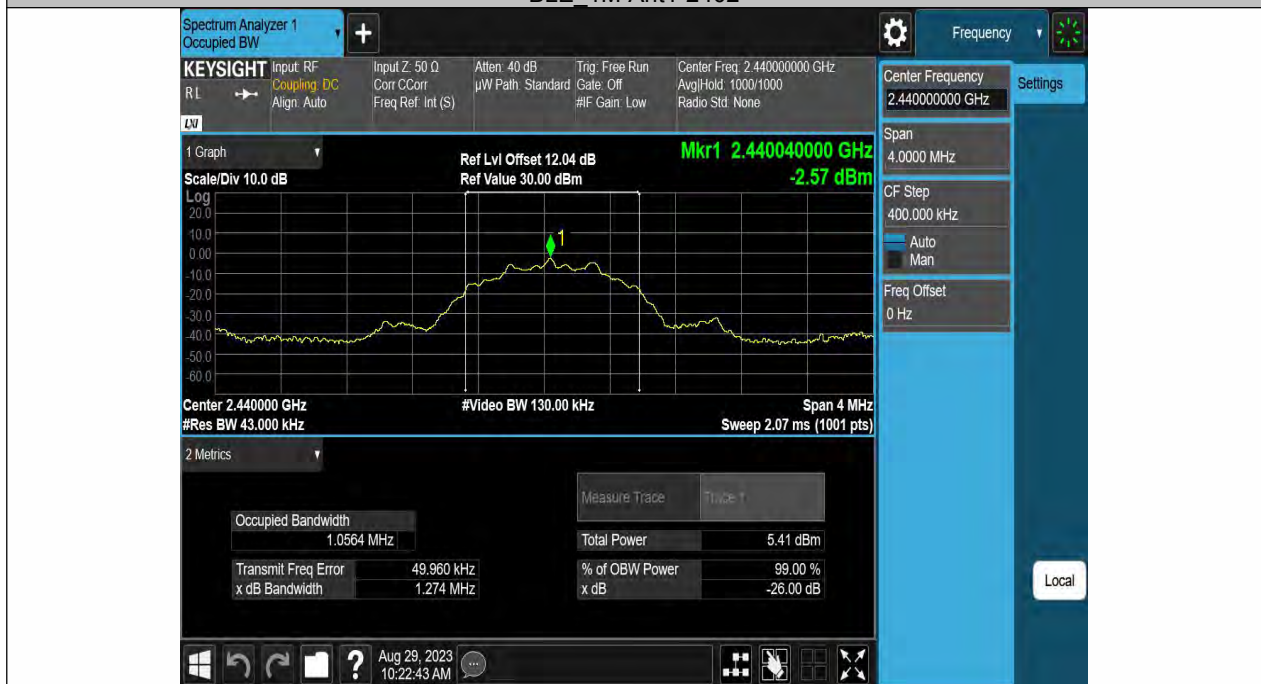 Spectrum Analyzer 1
Occupied BW
Frequency
KEYSIGHT
R L
LXI
Input: RF
Coupling: DC
Align: Auto
Input Z: 50 Ω
Corr CCorr
Freq Ref: Int (S)
Atten: 40 dB
µW Path: Standard
Trig: Free Run
Gate: Off
#IF Gain: Low
Center Freq: 2.440000000 GHz
Avg|Hold: 1000/1000
Radio Std: None
Center Frequency
2.440000000 GHz
Settings
Span
4.0000 MHz
CF Step
400.000 kHz
Auto
Man
Freq Offset
0 Hz
1 Graph
Scale/Div 10.0 dB
Ref Lvl Offset 12.04 dB
Ref Value 30.00 dBm
Mkr1 2.440040000 GHz
-2.57 dBm
Log
20.0
10.0
0.00
-10.0
-20.0
-30.0
-40.0
-50.0
-60.0
1
Center 2.440000 GHz
#Res BW 43.000 kHz
#Video BW 130.00 kHz
Span 4 MHz
Sweep 2.07 ms (1001 pts)
2 Metrics
Measure Trace Trace 1
Occupied Bandwidth
1.0564 MHz
Total Power 5.41 dBm
Transmit Freq Error 49.960 kHz
% of OBW Power 99.00 %
x dB Bandwidth 1.274 MHz
x dB -26.00 dB
Local
?
Aug 29, 2023
10:22:43 AM